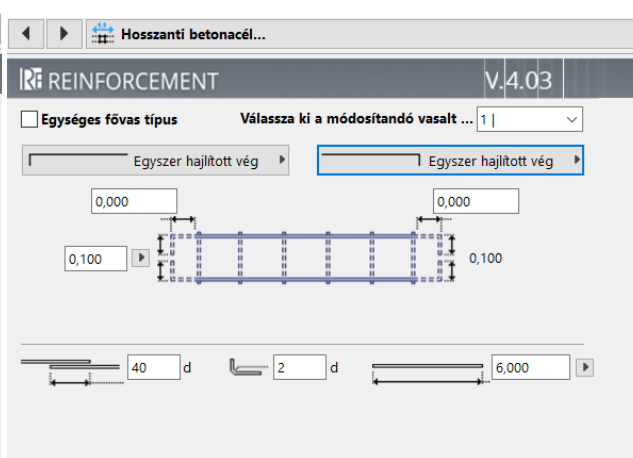 Hosszanti betonacél...
REINFORCEMENT V.4.03
Egységes fővas típus Válassza ki a módosítandó vasalt ... 1 |
Egyszer hajlított vég Egyszer hajlított vég
0,000 0,000
0,100 0,100
40 d 2 d 6,000